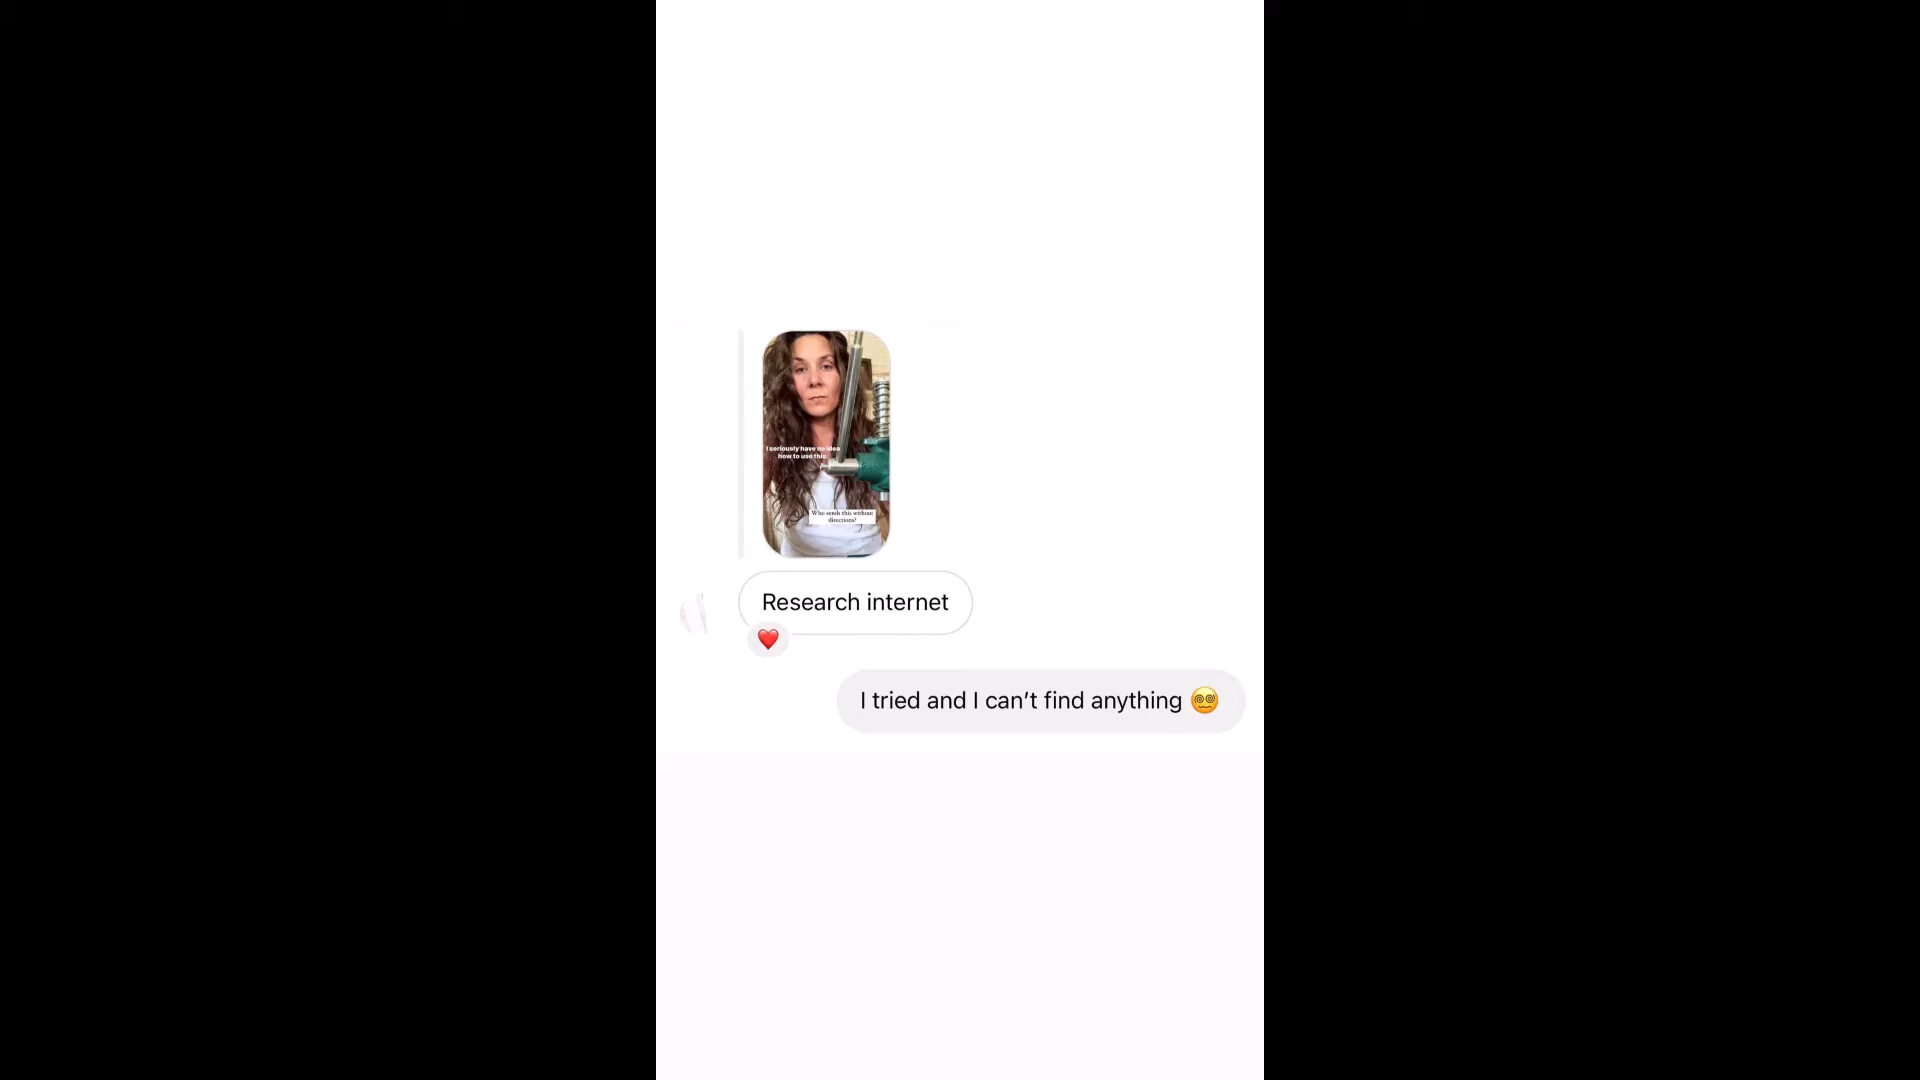 I seriously have no idea
how to use this
Who sends this without
directions?
Research internet
I tried and I can’t find anything 😵‍💫